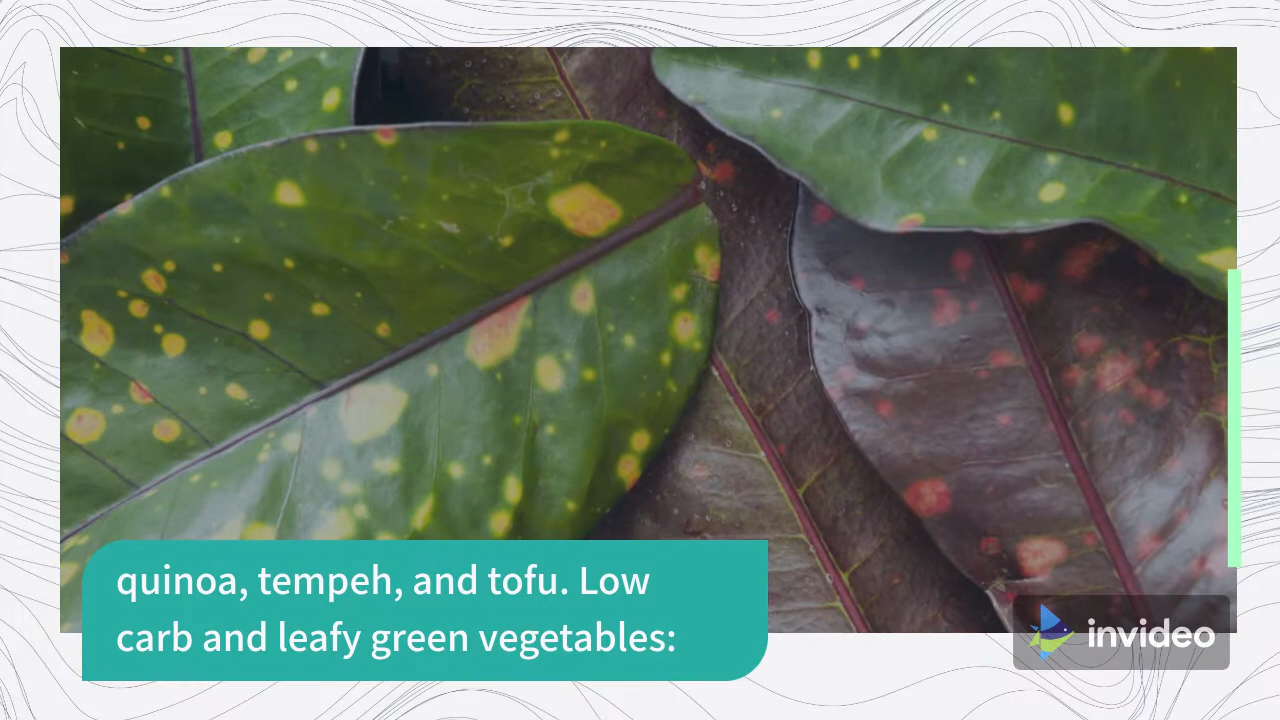 quinoa, tempeh, and tofu. Low
carb and leafy green vegetables:
invideo